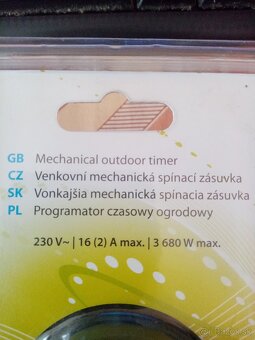 GB Mechanical outdoor timer
CZ Venkovní mechanická spínací zásuvka
SK Vonkajšia mechanická spínacia zásuvka
PL Programator czasowy ogrodowy
230 V~ | 16 (2) A max. | 3 680 W max.